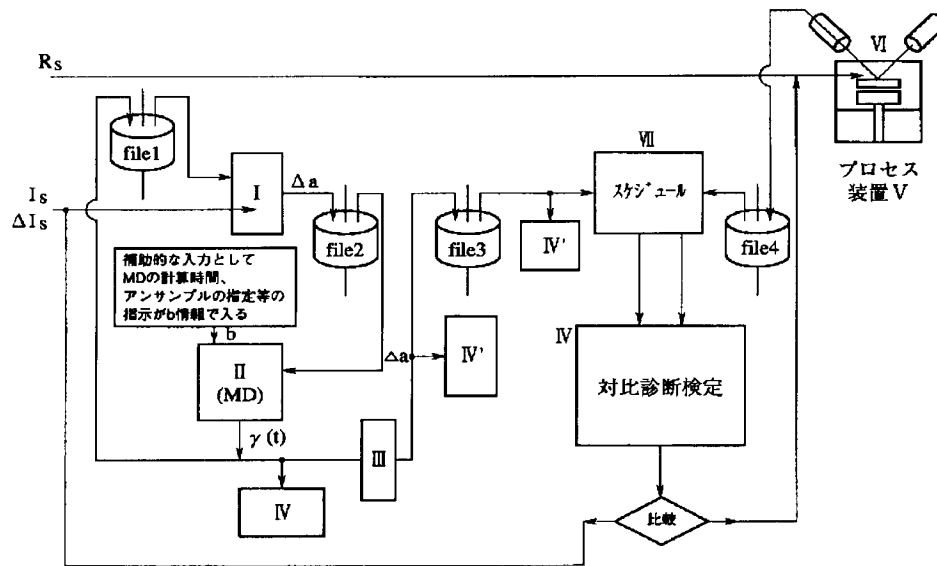 Rs
VI
プロセス
装置V
file1
VII
I
Δa
スケジュール
Is
ΔIs
file2
file3
IV'
file4
補助的な入力として
MDの計算時間、
アンサンブルの指定等の
指示がb情報で入る
b
II
(MD)
Δa
IV'
IV
対比診断検定
γ(t)
III
IV
比較